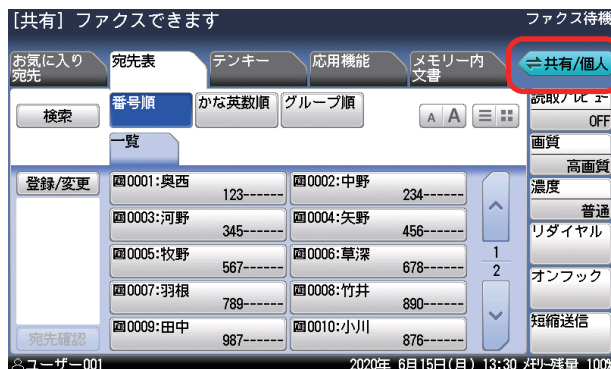 [共有] ファクスできます
ファクス待機
お気に入り
宛先
宛先表
テンキー
応用機能
メモリー内
文書
⇌共有/個人
検索
番号順
かな英数順
グループ順
A A
読取プレビュー
OFF
一覧
画質
高画質
登録/変更
0001:奥西
123------
0002:中野
234------
濃度
普通
0003:河野
345------
0004:矢野
456------
リダイヤル
0005:牧野
567------
0006:草深
678------
1
2
オンフック
0007:羽根
789------
0008:竹井
890------
0009:田中
987------
0010:小川
876------
短縮送信
宛先確認
ユーザー001
2020年 6月15日(月) 13:30 メモリー残量 100%